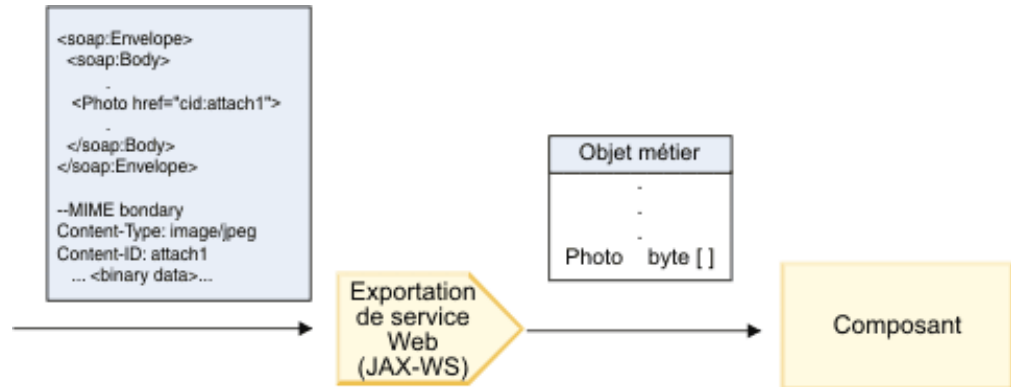 <soap:Envelope>
<soap:Body>
.
<Photo href="cid:attach1">
.
</soap:Body>
</soap:Envelope>
--MIME bondary
Content-Type: image/jpeg
Content-ID: attach1
... <binary data>...
Objet métier
.
.
.
Photo byte [ ]
Exportation
de service
Web
(JAX-WS)
Composant